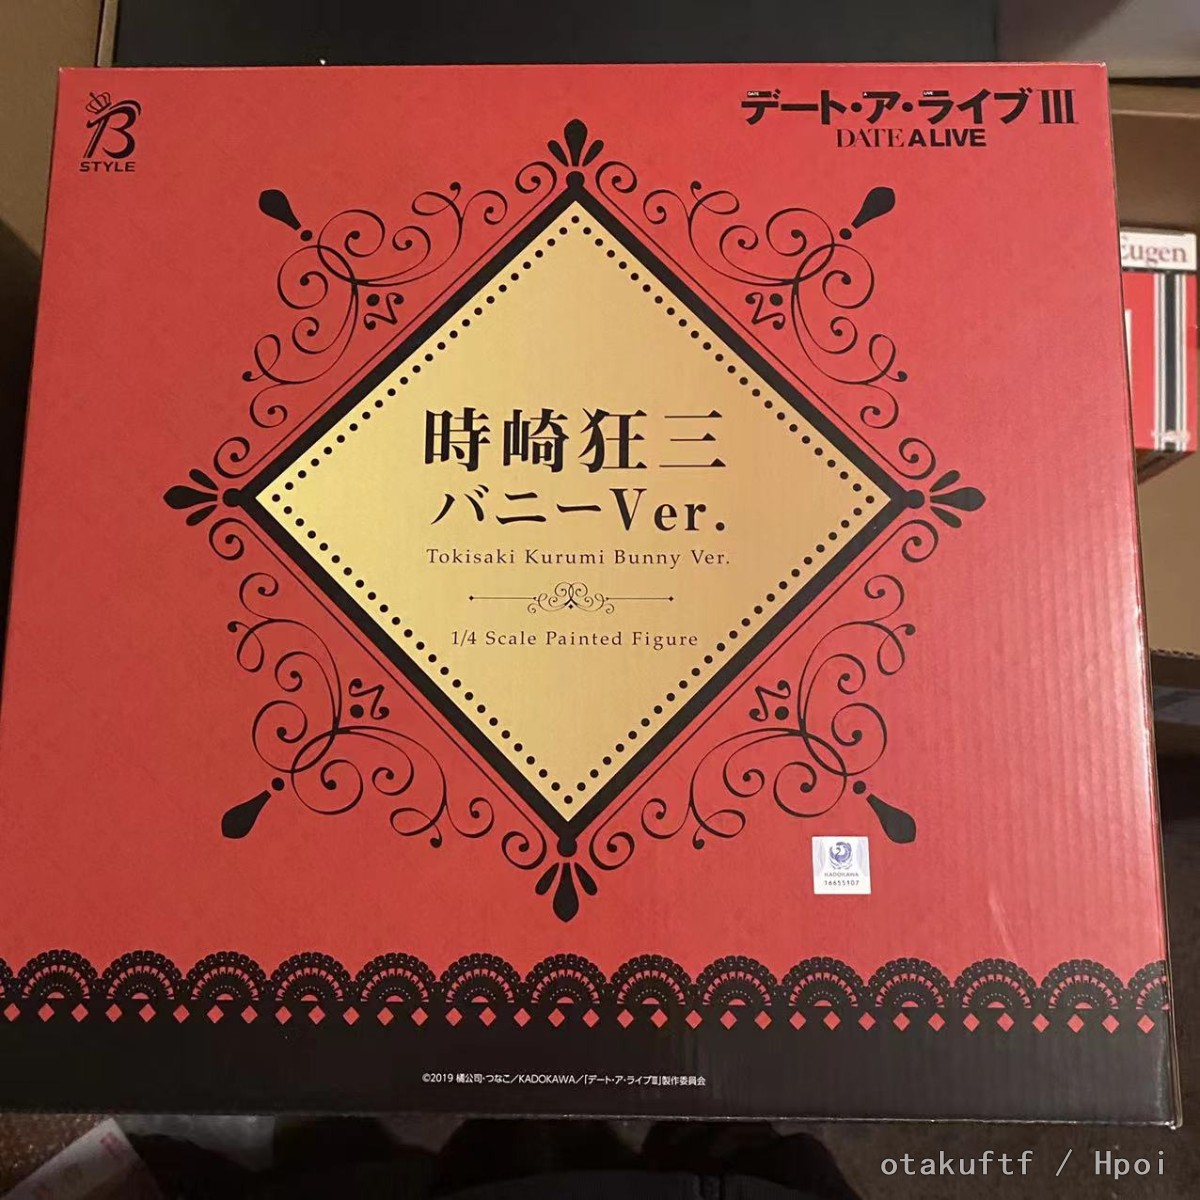 B
STYLE
デート・ア・ライブIII
DATE A LIVE
Eugen
時崎狂三
バニーVer.
Tokisaki Kurumi Bunny Ver.
1/4 Scale Painted Figure
KADOKAWA
16655107
©2019 橘公司・つなこ／KADOKAWA／「デート・ア・ライブIII」製作委員会
otakuftf / Hpoi